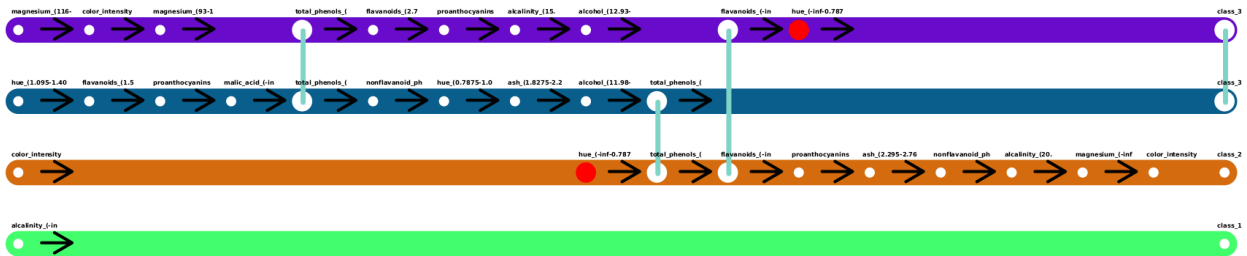 magnesium_(116- color_intensity magnesium_(93-1 total_phenols_( flavanoids_(2.7 proanthocyanins alcalinity_(15. alcohol_(12.93- flavanoids_(-in hue_(-inf-0.787 class_3
hue_(1.095-1.40 flavanoids_(1.5 proanthocyanins malic_acid_(-in total_phenols_( nonflavanoid_ph hue_(0.7875-1.0 ash_(1.8275-2.2 alcohol_(11.98- total_phenols_( class_3
color_intensity hue_(-inf-0.787 total_phenols_( flavanoids_(-in proanthocyanins ash_(2.295-2.76 nonflavanoid_ph alcalinity_(20. magnesium_(-inf color_intensity class_2
alcalinity_(-in class_1